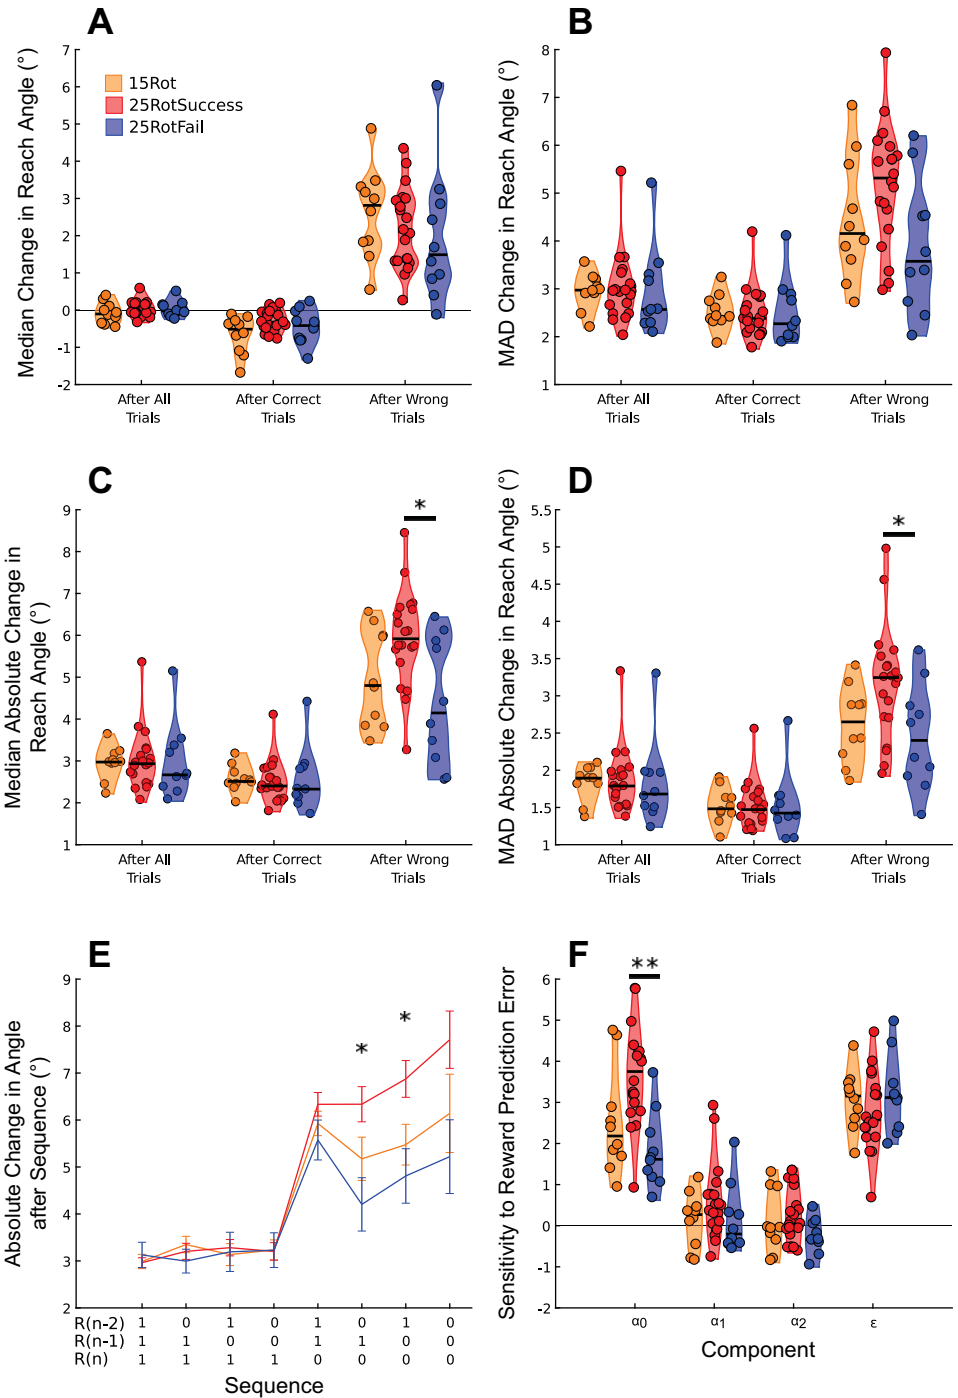 A
Median Change in Reach Angle (°)
7
6
5
4
3
2
1
0
-1
-2
15Rot
25RotSuccess
25RotFail
After All Trials
After Correct Trials
After Wrong Trials
B
MAD Change in Reach Angle (°)
8
7
6
5
4
3
2
1
After All Trials
After Correct Trials
After Wrong Trials
C
Median Absolute Change in
Reach Angle (°)
9
8
7
6
5
4
3
2
1
*
After All Trials
After Correct Trials
After Wrong Trials
D
MAD Absolute Change in Reach Angle (°)
5.5
5
4.5
4
3.5
3
2.5
2
1.5
1
*
After All Trials
After Correct Trials
After Wrong Trials
E
Absolute Change in Angle
after Sequence (°)
9
8
7
6
5
4
3
2
*
*
R(n-2) 1 0 1 0 1 0 1 0
R(n-1) 1 1 0 0 1 1 0 0
R(n) 1 1 1 1 0 0 0 0
Sequence
F
Sensitivity to Reward Prediction Error
6
5
4
3
2
1
0
-1
-2
**
α0 α1 α2 ε
Component